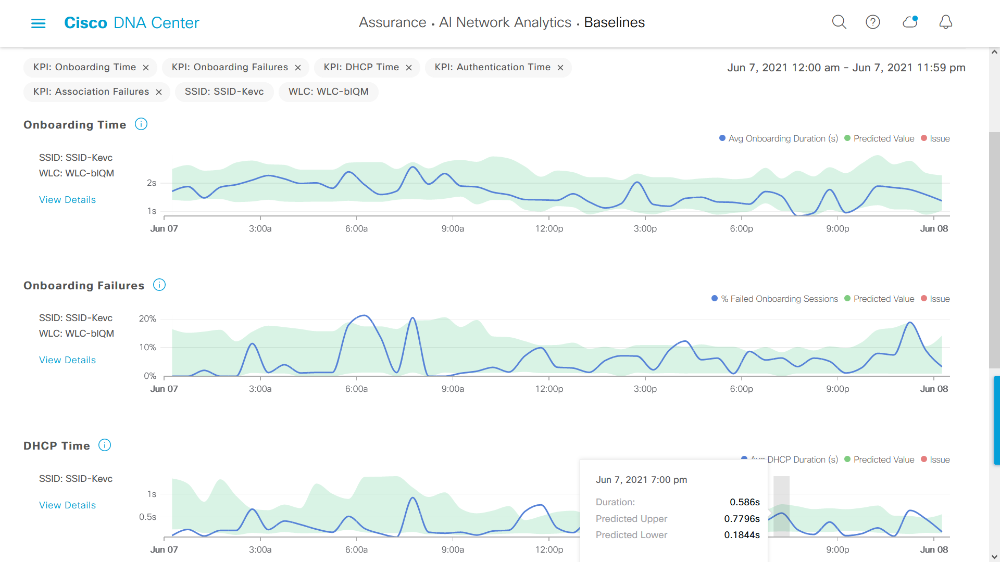 Cisco DNA Center
Assurance • AI Network Analytics • Baselines
KPI: Onboarding Time ×
KPI: Onboarding Failures ×
KPI: DHCP Time ×
KPI: Authentication Time ×
Jun 7, 2021 12:00 am - Jun 7, 2021 11:59 pm
KPI: Association Failures ×
SSID: SSID-Kevc
WLC: WLC-blQM
Onboarding Time
Avg Onboarding Duration (s)
Predicted Value
Issue
SSID: SSID-Kevc
WLC: WLC-blQM
View Details
2s
1s
Jun 07
3:00a
6:00a
9:00a
12:00p
3:00p
6:00p
9:00p
Jun 08
Onboarding Failures
% Failed Onboarding Sessions
Predicted Value
Issue
SSID: SSID-Kevc
WLC: WLC-blQM
View Details
20%
10%
0%
Jun 07
3:00a
6:00a
9:00a
12:00p
3:00p
6:00p
9:00p
Jun 08
DHCP Time
Avg DHCP Duration (s)
Predicted Value
Issue
SSID: SSID-Kevc
View Details
1s
0.5s
Jun 7, 2021 7:00 pm
Duration: 0.586s
Predicted Upper 0.7796s
Predicted Lower 0.1844s
Jun 07
3:00a
6:00a
9:00a
12:00p
9:00p
Jun 08